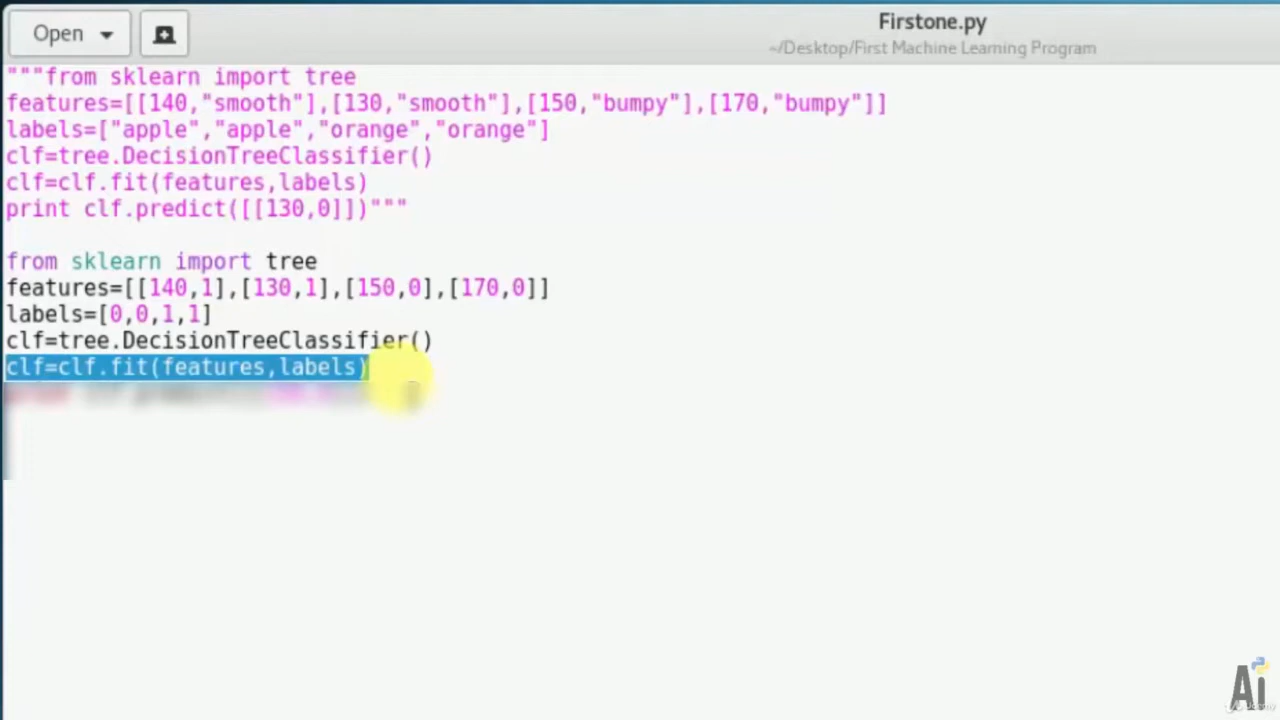 Open
Firstone.py
~/Desktop/First Machine Learning Program
"""from sklearn import tree
features=[[140,"smooth"],[130,"smooth"],[150,"bumpy"],[170,"bumpy"]]
labels=["apple","apple","orange","orange"]
clf=tree.DecisionTreeClassifier()
clf=clf.fit(features,labels)
print clf.predict([[130,0]])"""
from sklearn import tree
features=[[140,1],[130,1],[150,0],[170,0]]
labels=[0,0,1,1]
clf=tree.DecisionTreeClassifier()
clf=clf.fit(features,labels)
Ai